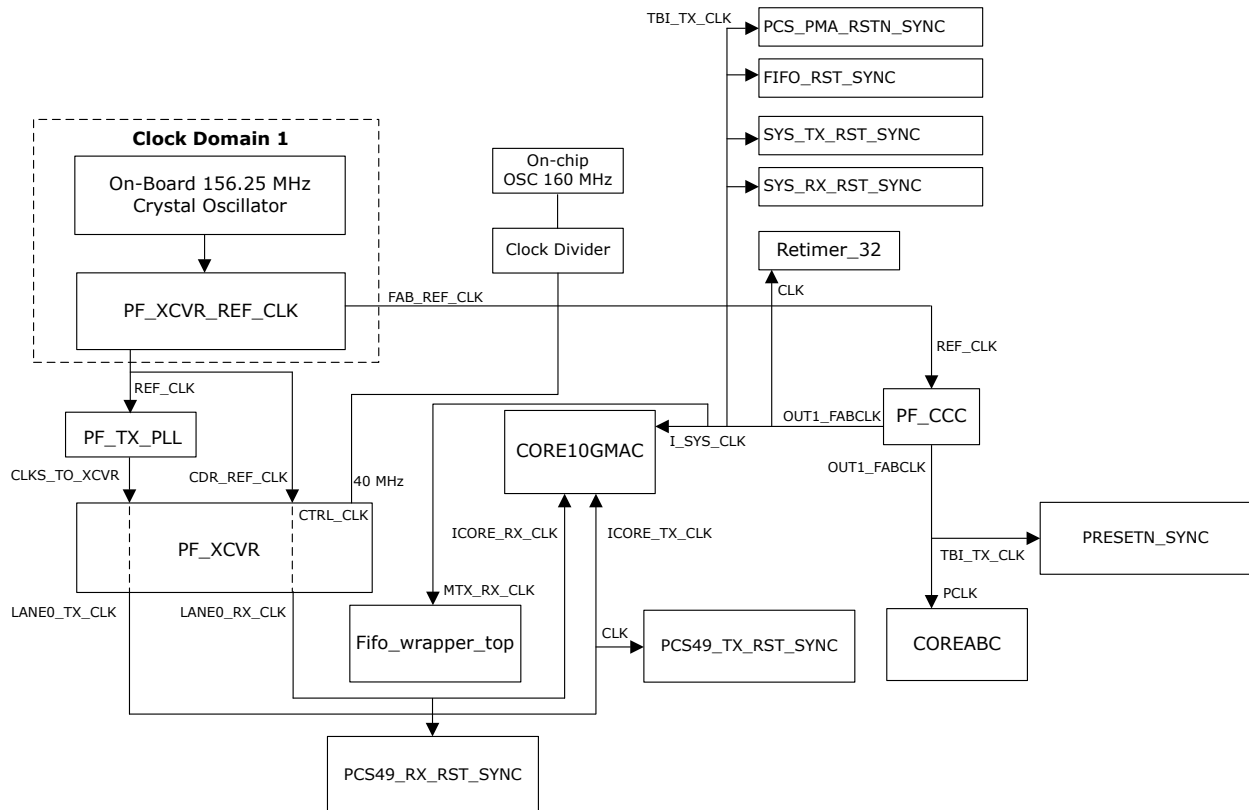 TBI_TX_CLK
PCS_PMA_RSTN_SYNC
FIFO_RST_SYNC
SYS_TX_RST_SYNC
SYS_RX_RST_SYNC
Clock Domain 1
On-Board 156.25 MHz
Crystal Oscillator
On-chip
OSC 160 MHz
Clock Divider
Retimer_32
CLK
PF_XCVR_REF_CLK
FAB_REF_CLK
REF_CLK
REF_CLK
PF_TX_PLL
CORE10GMAC
OUT1_FABCLK
PF_CCC
I_SYS_CLK
OUT1_FABCLK
CLKS_TO_XCVR
CDR_REF_CLK
40 MHz
CTRL_CLK
PF_XCVR
ICORE_RX_CLK
ICORE_TX_CLK
PRESETN_SYNC
TBI_TX_CLK
MTX_RX_CLK
PCLK
LANE0_TX_CLK
LANE0_RX_CLK
Fifo_wrapper_top
CLK
PCS49_TX_RST_SYNC
COREABC
PCS49_RX_RST_SYNC